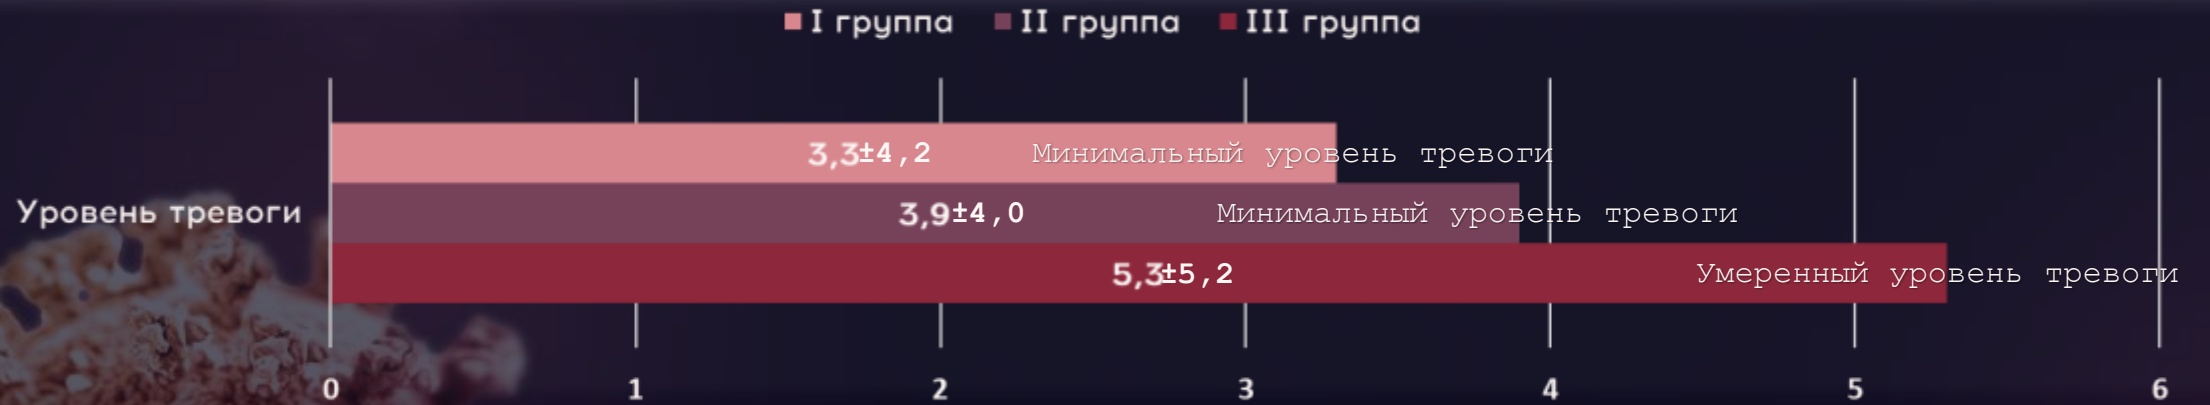 I группа II группа III группа
3,3±4,2 Минимальный уровень тревоги
Уровень тревоги
3,9±4,0 Минимальный уровень тревоги
5,3±5,2 Умеренный уровень тревоги
0 1 2 3 4 5 6